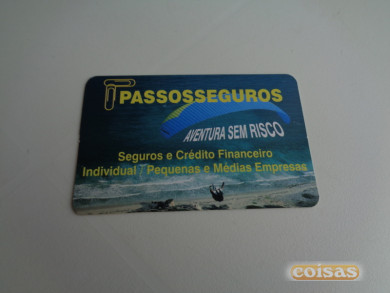 PASSOSSEGUROS
AVENTURA SEM RISCO
Seguros e Crédito Financeiro
Individual Pequenas e Médias Empresas
coisas